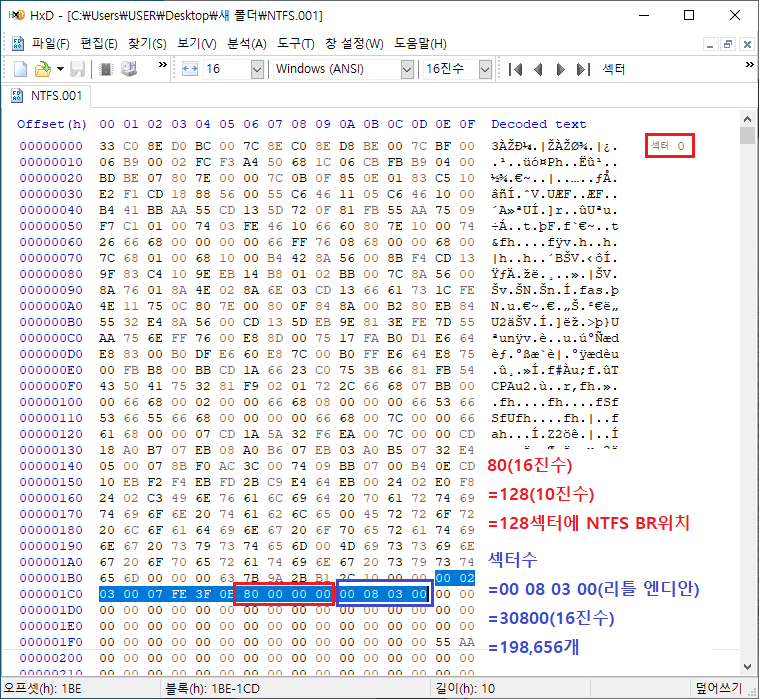 HxD - [C:₩Users₩USER₩Desktop₩새 폴더₩NTFS.001]
파일(F) 편집(E) 찾기(S) 보기(V) 분석(A) 도구(T) 창 설정(W) 도움말(H)
16 Windows (ANSI) 16진수 섹터
NTFS.001
Offset(h) 00 01 02 03 04 05 06 07 08 09 0A 0B 0C 0D 0E 0F Decoded text
00000000 33 C0 8E D0 BC 00 7C 8E C0 8E D8 BE 00 7C BF 00 3ÀŽÐ¼.|ŽÀŽØ¾.|¿. 섹터 0
00000010 06 B9 00 02 FC F3 A4 50 68 1C 06 CB FB B9 04 00 .¹..üó¤Ph..Ëû¹..
00000020 BD BE 07 80 7E 00 00 7C 0B 0F 85 0E 01 83 C5 10 ½¾.€~..|..…..ƒÅ.
00000030 E2 F1 CD 18 88 56 00 55 C6 46 11 05 C6 46 10 00 âñÍ.ˆV.UÆF..ÆF..
00000040 B4 41 BB AA 55 CD 13 5D 72 0F 81 FB 55 AA 75 09 ´A»ªUÍ.]r..ûUªu.
00000050 F7 C1 01 00 74 03 FE 46 10 66 60 80 7E 10 00 74 ÷Á..t.þF.f`€~..t
00000060 26 66 68 00 00 00 00 66 FF 76 08 68 00 00 68 00 &fh....fÿv.h..h.
00000070 7C 68 01 00 68 10 00 B4 42 8A 56 00 8B F4 CD 13 |h..h..´BŠV.‹ôÍ.
00000080 9F 83 C4 10 9E EB 14 B8 01 02 BB 00 7C 8A 56 00 ŸƒÄ.žë.¸..».|ŠV.
00000090 8A 76 01 8A 4E 02 8A 6E 03 CD 13 66 61 73 1C FE Šv.ŠN.Šn.Í.fas.þ
000000A0 4E 11 75 0C 80 7E 00 80 0F 84 8A 00 B2 80 EB 84 N.u.€~.€.„Š.²€ë„
000000B0 55 32 E4 8A 56 00 CD 13 5D EB 9E 81 3E FE 7D 55 U2äŠV.Í.]ëž.>þ}U
000000C0 AA 75 6E FF 76 00 E8 8D 00 75 17 FA B0 D1 E6 64 ªunÿv.è..u.ú°Ñæd
000000D0 E8 83 00 B0 DF E6 60 E8 7C 00 B0 FF E6 64 E8 75 èƒ.°ßæ`è|.°ÿædèu
000000E0 00 FB B8 00 BB CD 1A 66 23 C0 75 3B 66 81 FB 54 .û¸.»Í.f#Àu;f.ûT
000000F0 43 50 41 75 32 81 F9 02 01 72 2C 66 68 07 BB 00 CPAu2.ù..r,fh.».
00000100 00 66 68 00 02 00 00 66 68 08 00 00 00 66 53 66 .fh....fh....fSf
00000110 53 66 55 66 68 00 00 00 00 66 68 00 7C 00 00 66 SfUfh....fh.|..f
00000120 61 68 00 00 07 CD 1A 5A 32 F6 EA 00 7C 00 00 CD ah...Í.Z2öê.|..Í
00000130 18 A0 B7 07 EB 08 A0 B6 07 EB 03 A0 B5 07 32 E4
00000140 05 00 07 8B F0 AC 3C 00 74 09 BB 07 00 B4 0E CD
00000150 10 EB F2 F4 EB FD 2B C9 E4 64 EB 00 24 02 E0 F8
00000160 24 02 C3 49 6E 76 61 6C 69 64 20 70 61 72 74 69
00000170 74 69 6F 6E 20 74 61 62 6C 65 00 45 72 72 6F 72
00000180 20 6C 6F 61 64 69 6E 67 20 6F 70 65 72 61 74 69
00000190 6E 67 20 73 79 73 74 65 6D 00 4D 69 73 73 69 6E
000001A0 67 20 6F 70 65 72 61 74 69 6E 67 20 73 79 73 74
000001B0 65 6D 00 00 00 63 7B 9A 2B B1 2C 10 00 00 00 02
000001C0 03 00 07 FE 3F 0B 80 00 00 00 00 08 03 00 00 00
000001D0 00 00 00 00 00 00 00 00 00 00 00 00 00 00 00 00
000001E0 00 00 00 00 00 00 00 00 00 00 00 00 00 00 00 00
000001F0 00 00 00 00 00 00 00 00 00 00 00 00 00 00 55 AA
00000200 00 00 00 00 00 00 00 00 00 00 00 00 00 00 00 00
00000210 00 00 00 00 00 00 00 00 00 00 00 00 00 00 00 00
80(16진수)
=128(10진수)
=128섹터에 NTFS BR위치
섹터수
=00 08 03 00(리틀 엔디안)
=30800(16진수)
=198,656개
오프셋(h): 1BE 블록(h): 1BE-1CD 길이(h): 10 덮어쓰기